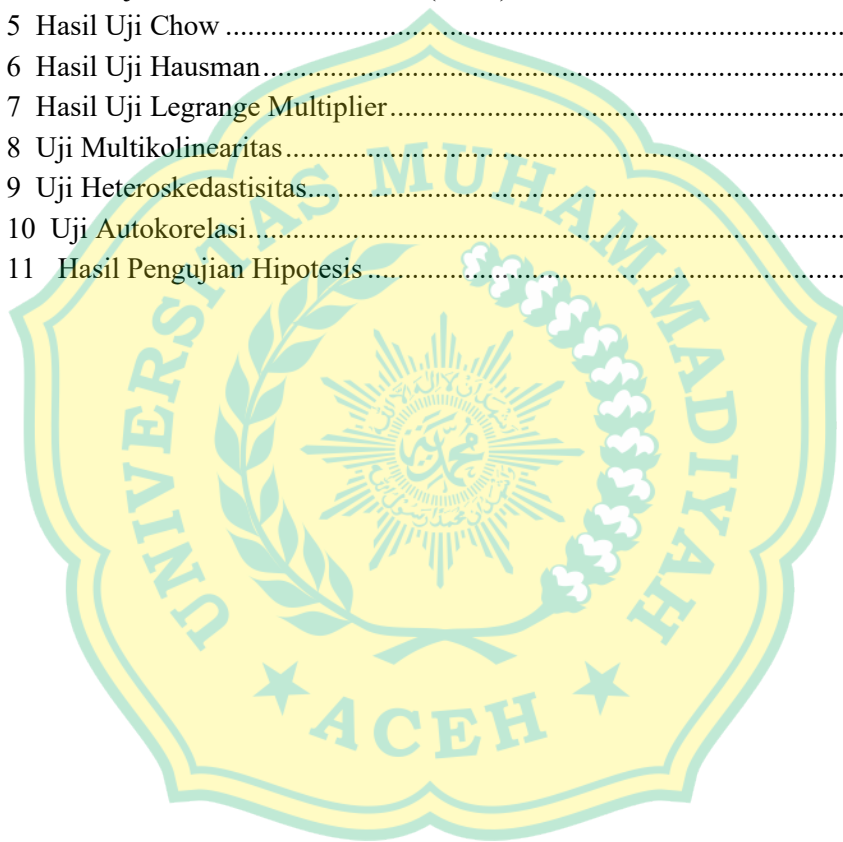 5 Hasil Uji Chow ........................................................................................
6 Hasil Uji Hausman..................................................................................
7 Hasil Uji Legrange Multiplier................................................................
8 Uji Multikolinearitas..............................................................................
9 Uji Heteroskedastisitas...........................................................................
10 Uji Autokorelasi...................................................................................
11 Hasil Pengujian Hipotesis ...................................................................
UNIVERSITAS MUHAMMADIYAH
ACEH